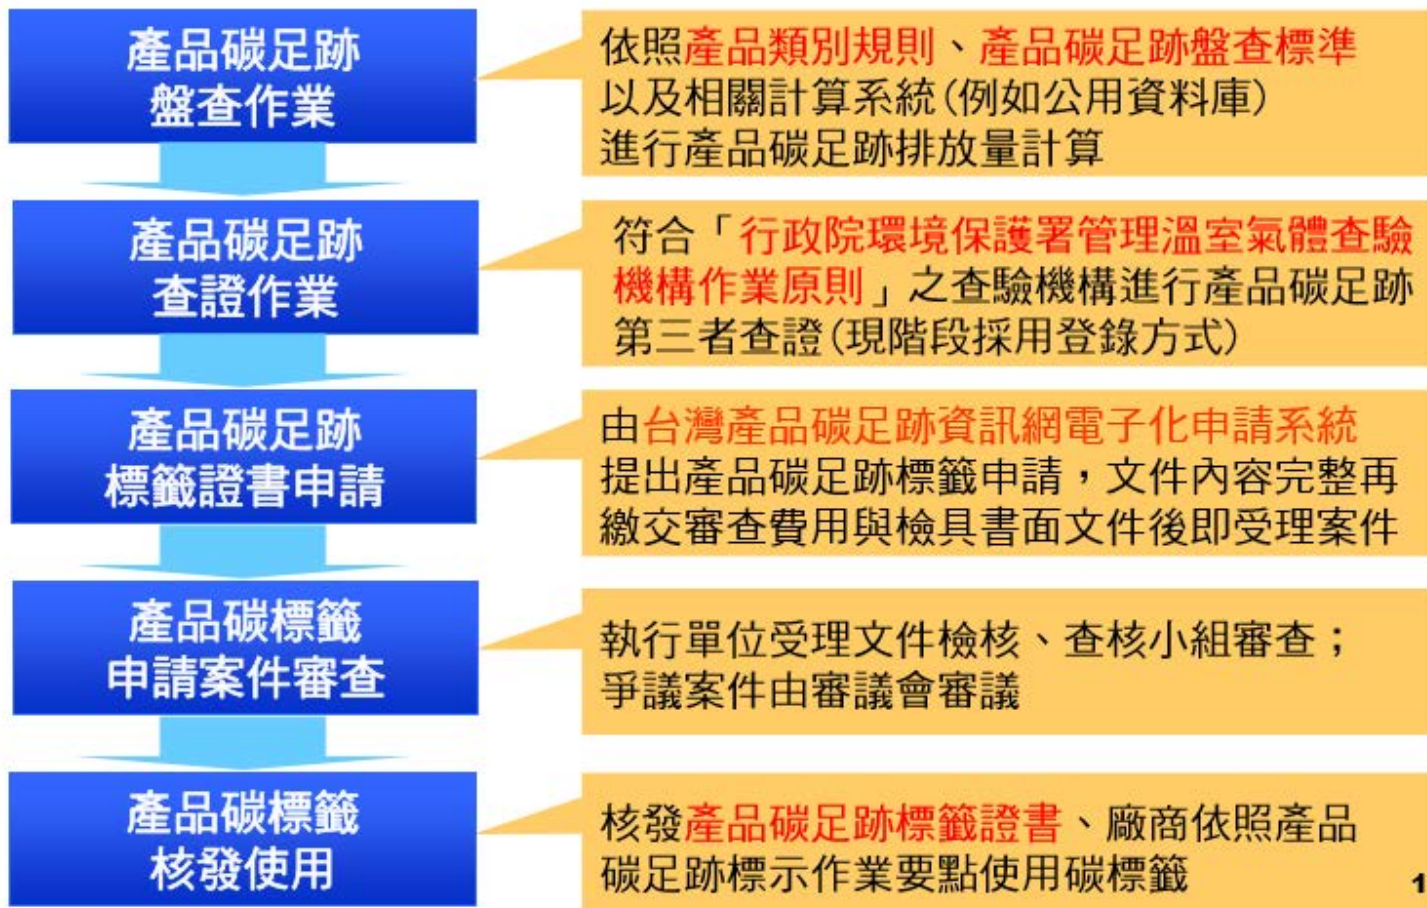 產品碳足跡
盤查作業
依照產品類別規則、產品碳足跡盤查標準
以及相關計算系統(例如公用資料庫)
進行產品碳足跡排放量計算
產品碳足跡
查證作業
符合「行政院環境保護署管理溫室氣體查驗
機構作業原則」之查驗機構進行產品碳足跡
第三者查證(現階段採用登錄方式)
產品碳足跡
標籤證書申請
由台灣產品碳足跡資訊網電子化申請系統
提出產品碳足跡標籤申請，文件內容完整再
繳交審查費用與檢具書面文件後即受理案件
產品碳標籤
申請案件審查
執行單位受理文件檢核、查核小組審查；
爭議案件由審議會審議
產品碳標籤
核發使用
核發產品碳足跡標籤證書、廠商依照產品
碳足跡標示作業要點使用碳標籤
1